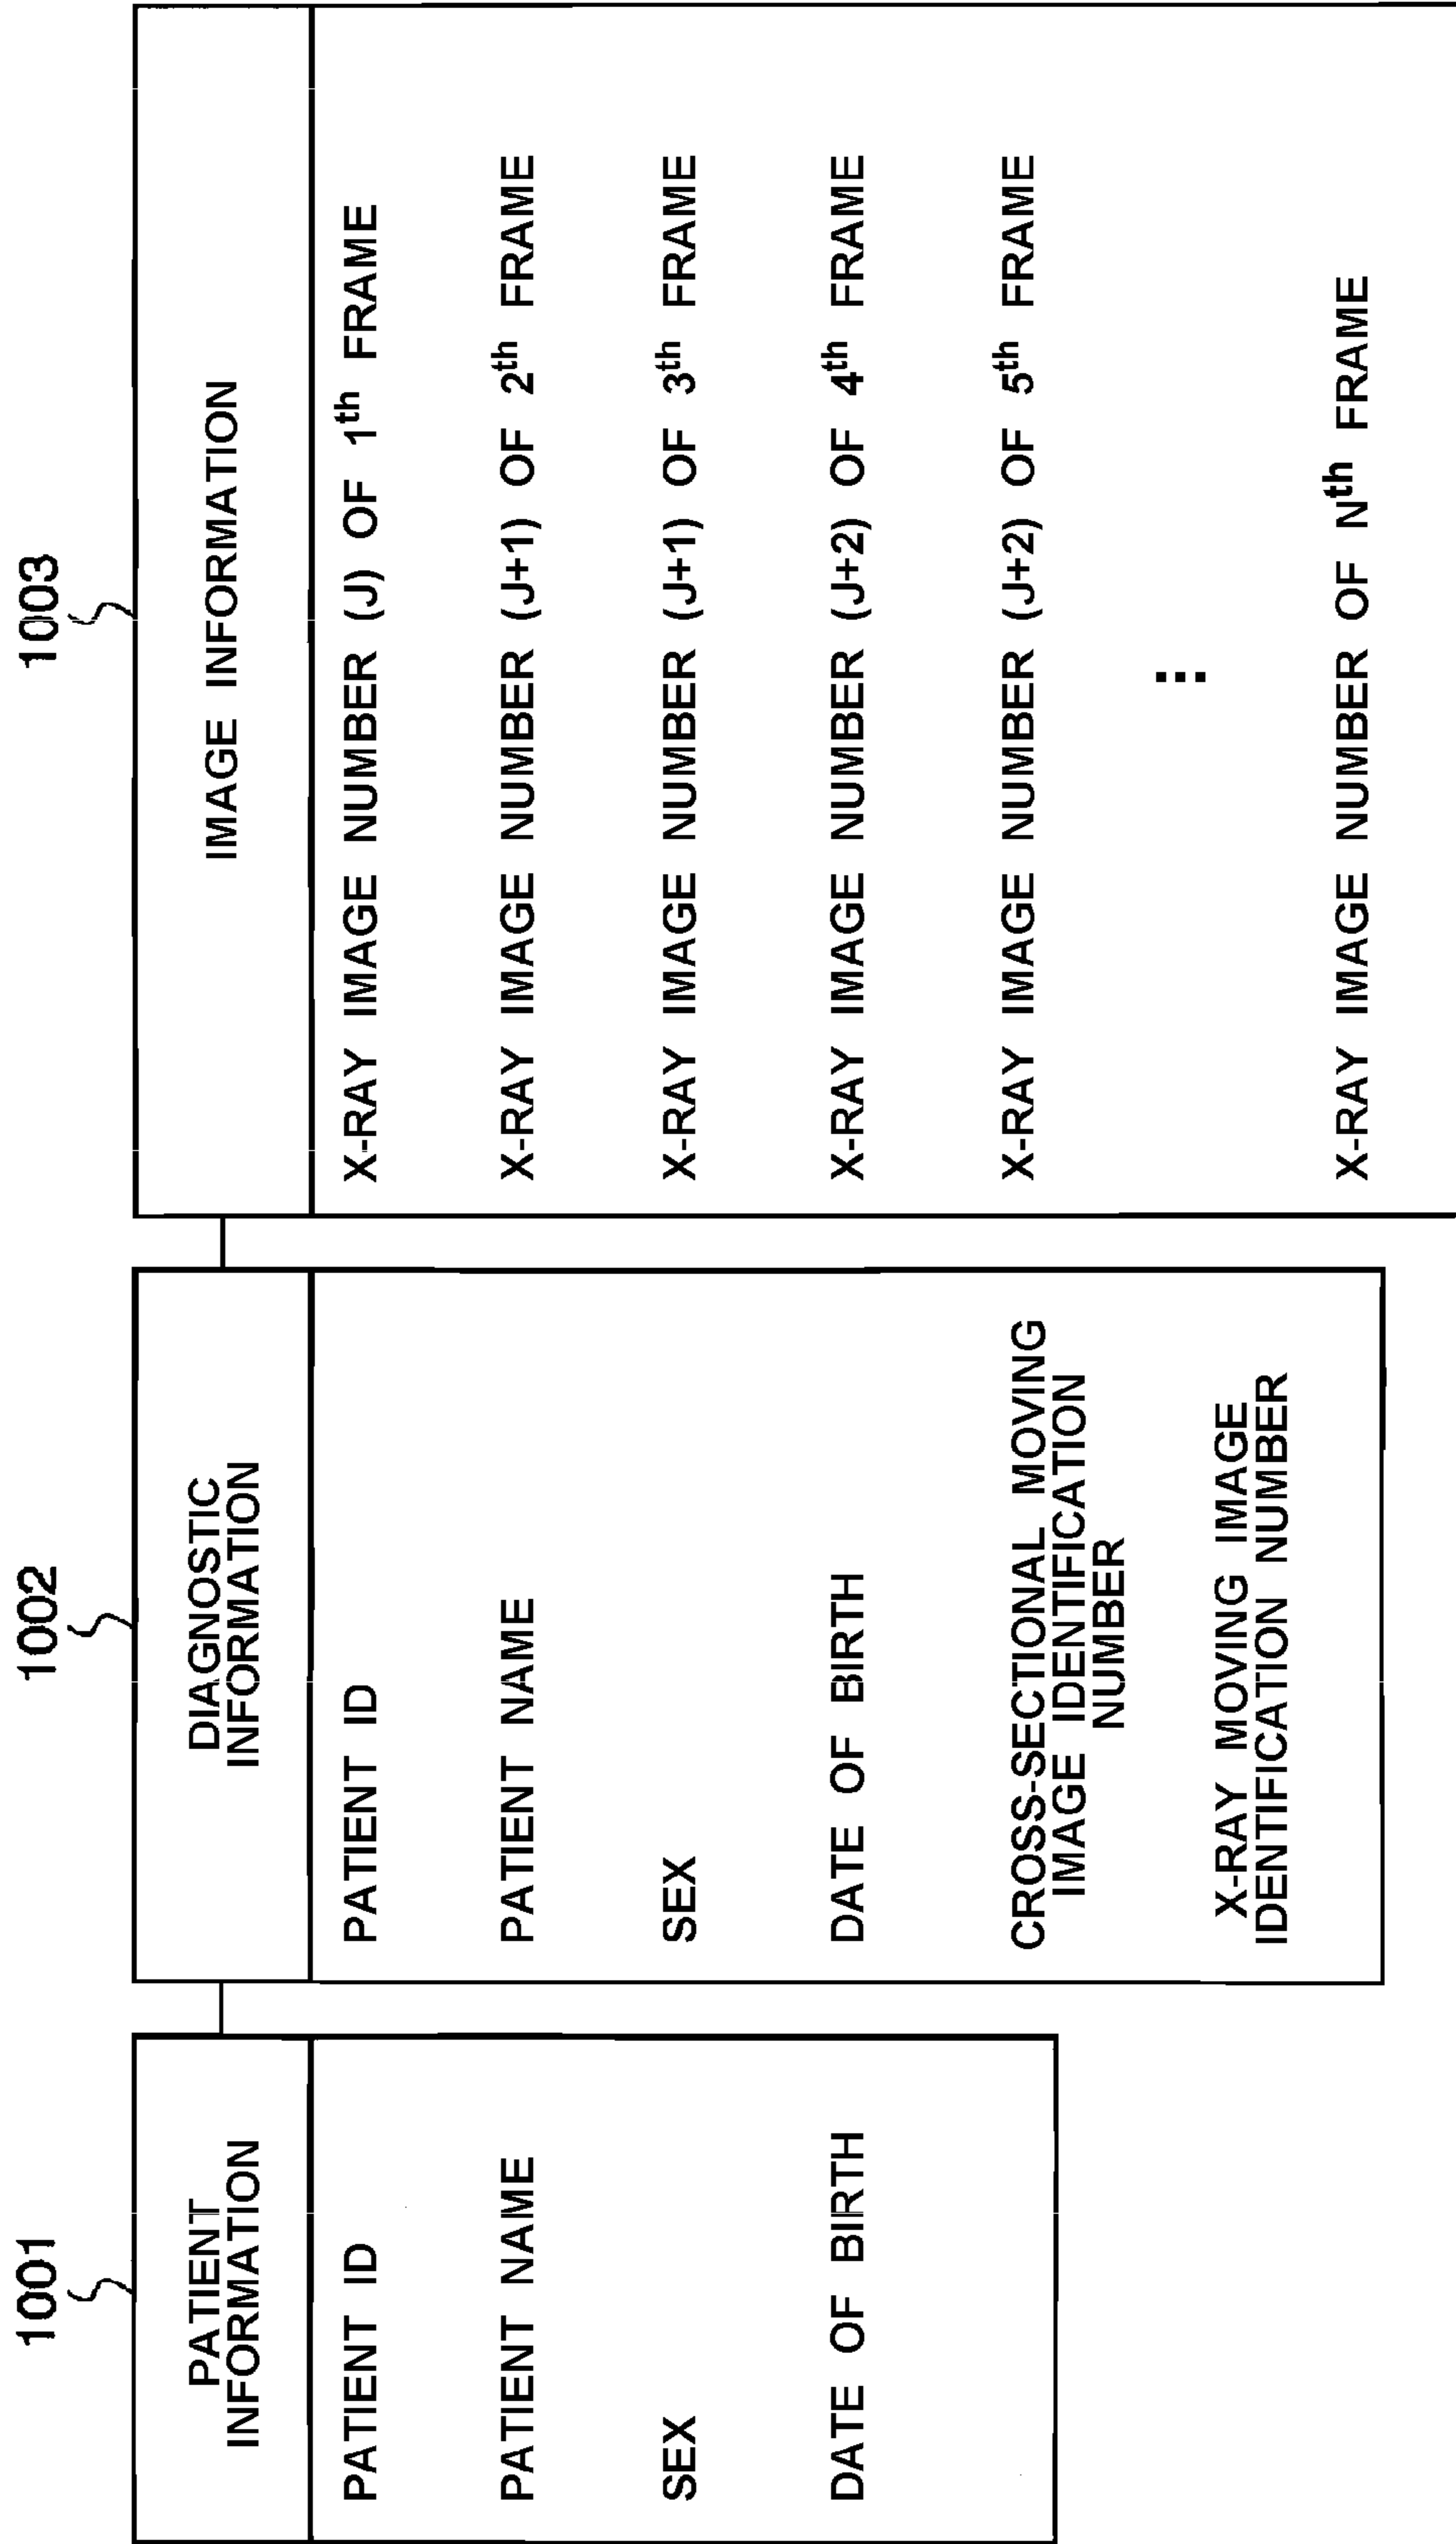 1001
PATIENT
INFORMATION
PATIENT ID
PATIENT NAME
SEX
DATE OF BIRTH
1002
DIAGNOSTIC
INFORMATION
PATIENT ID
PATIENT NAME
SEX
DATE OF BIRTH
CROSS-SECTIONAL MOVING
IMAGE IDENTIFICATION
NUMBER
X-RAY MOVING IMAGE
IDENTIFICATION NUMBER
1003
IMAGE INFORMATION
X-RAY IMAGE NUMBER (J) OF 1th FRAME
X-RAY IMAGE NUMBER (J+1) OF 2th FRAME
X-RAY IMAGE NUMBER (J+1) OF 3th FRAME
X-RAY IMAGE NUMBER (J+2) OF 4th FRAME
X-RAY IMAGE NUMBER (J+2) OF 5th FRAME
⋮
X-RAY IMAGE NUMBER OF Nth FRAME